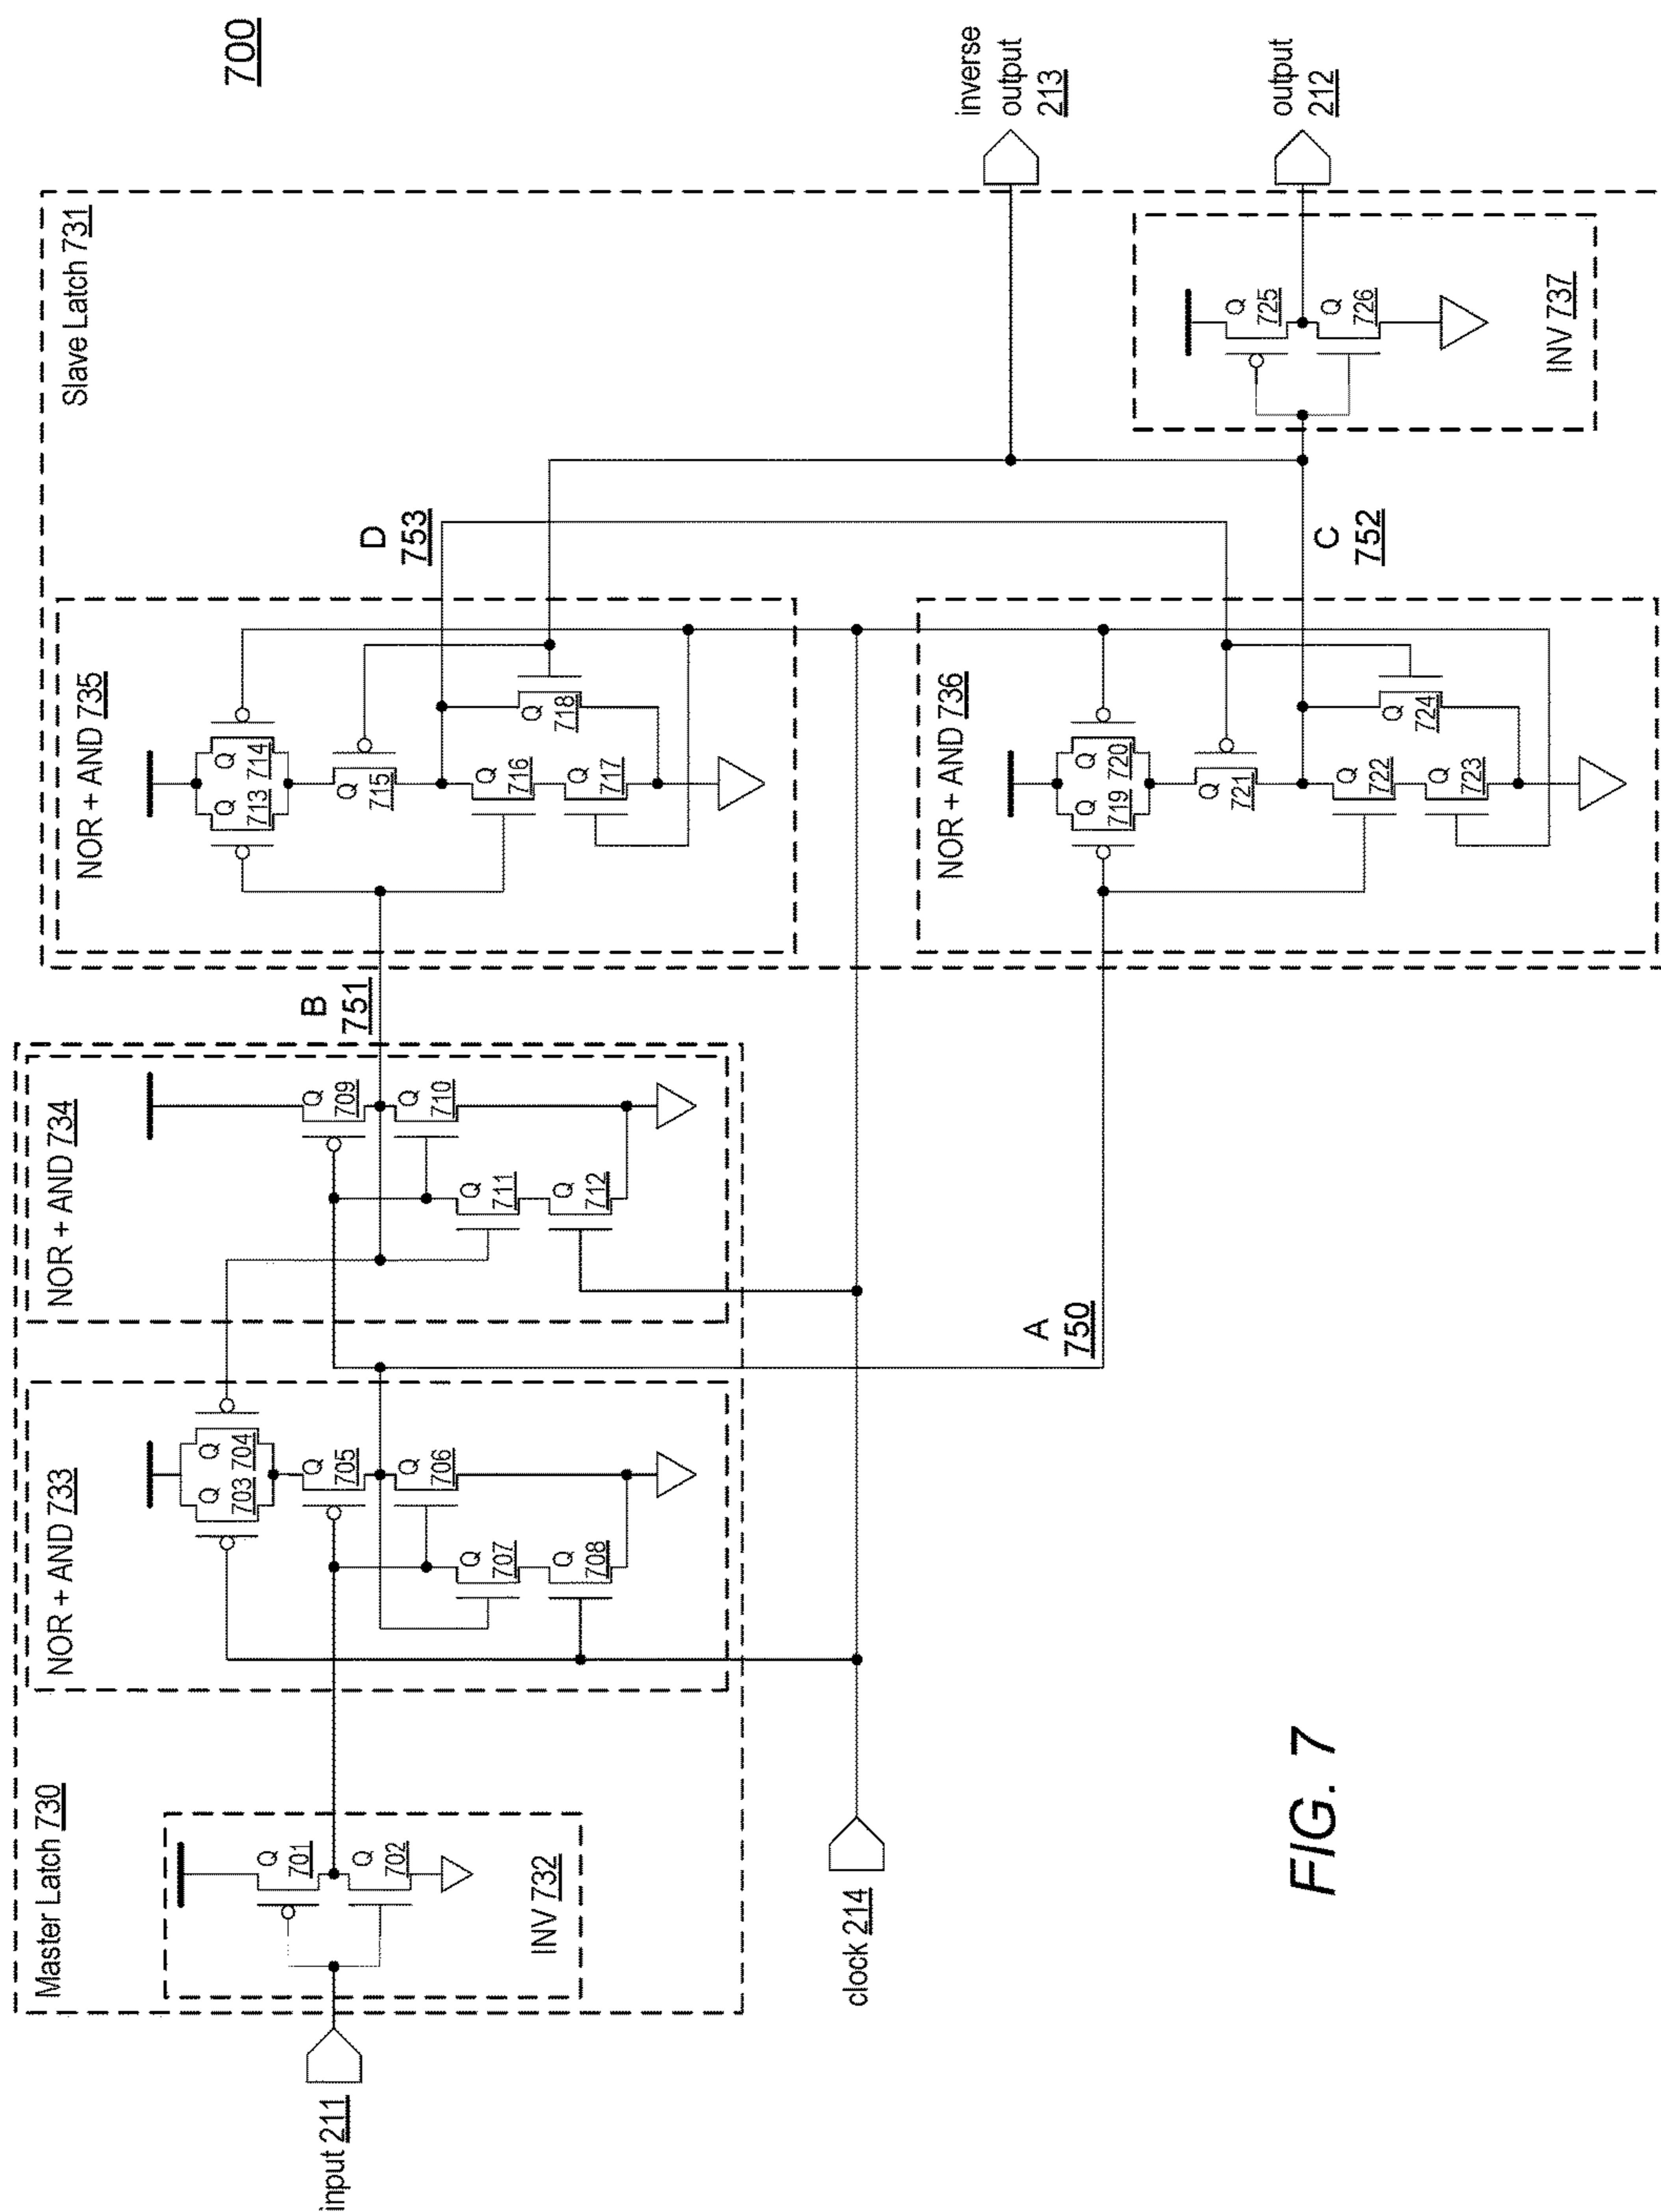 700
Master Latch 730
INV 732
Q
701
Q
702
input 211
clock 214
NOR + AND 733
Q
703
Q
704
Q
705
Q
706
Q
707
Q
708
NOR + AND 734
Q
709
Q
710
Q
711
Q
712
A
750
B
751
Slave Latch 731
NOR + AND 735
Q
713
Q
714
Q
715
Q
716
Q
717
Q
718
NOR + AND 736
Q
719
Q
720
Q
721
Q
722
Q
723
Q
724
D
753
C
752
INV 737
Q
725
Q
726
inverse
output
213
output
212
FIG. 7